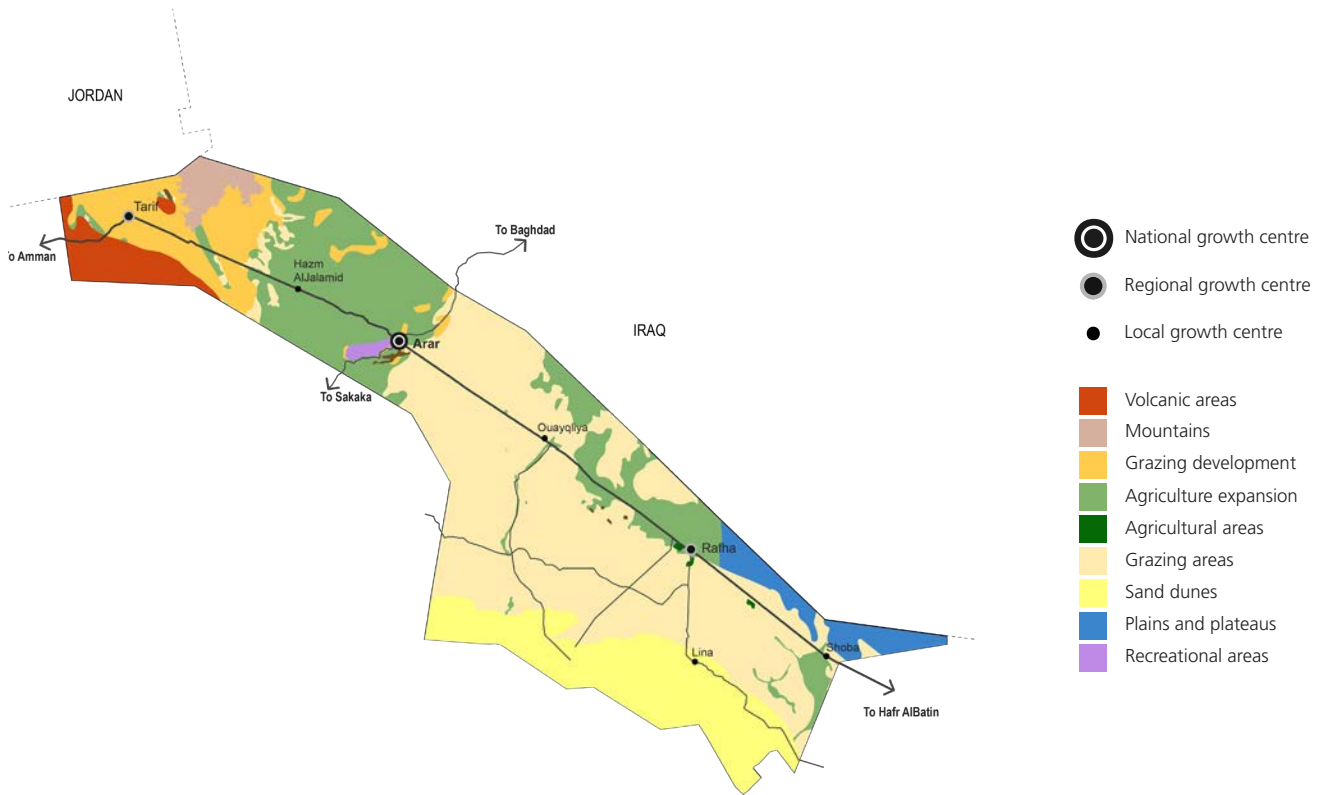 JORDAN
Tarif
To Baghdad
o Amman
Hazm
AlJalamid
IRAQ
Arar
To Sakaka
Ouayqliya
Rafha
Shoba
Lina
To Hafr AlBatin
National growth centre
Regional growth centre
Local growth centre
Volcanic areas
Mountains
Grazing development
Agriculture expansion
Agricultural areas
Grazing areas
Sand dunes
Plains and plateaus
Recreational areas